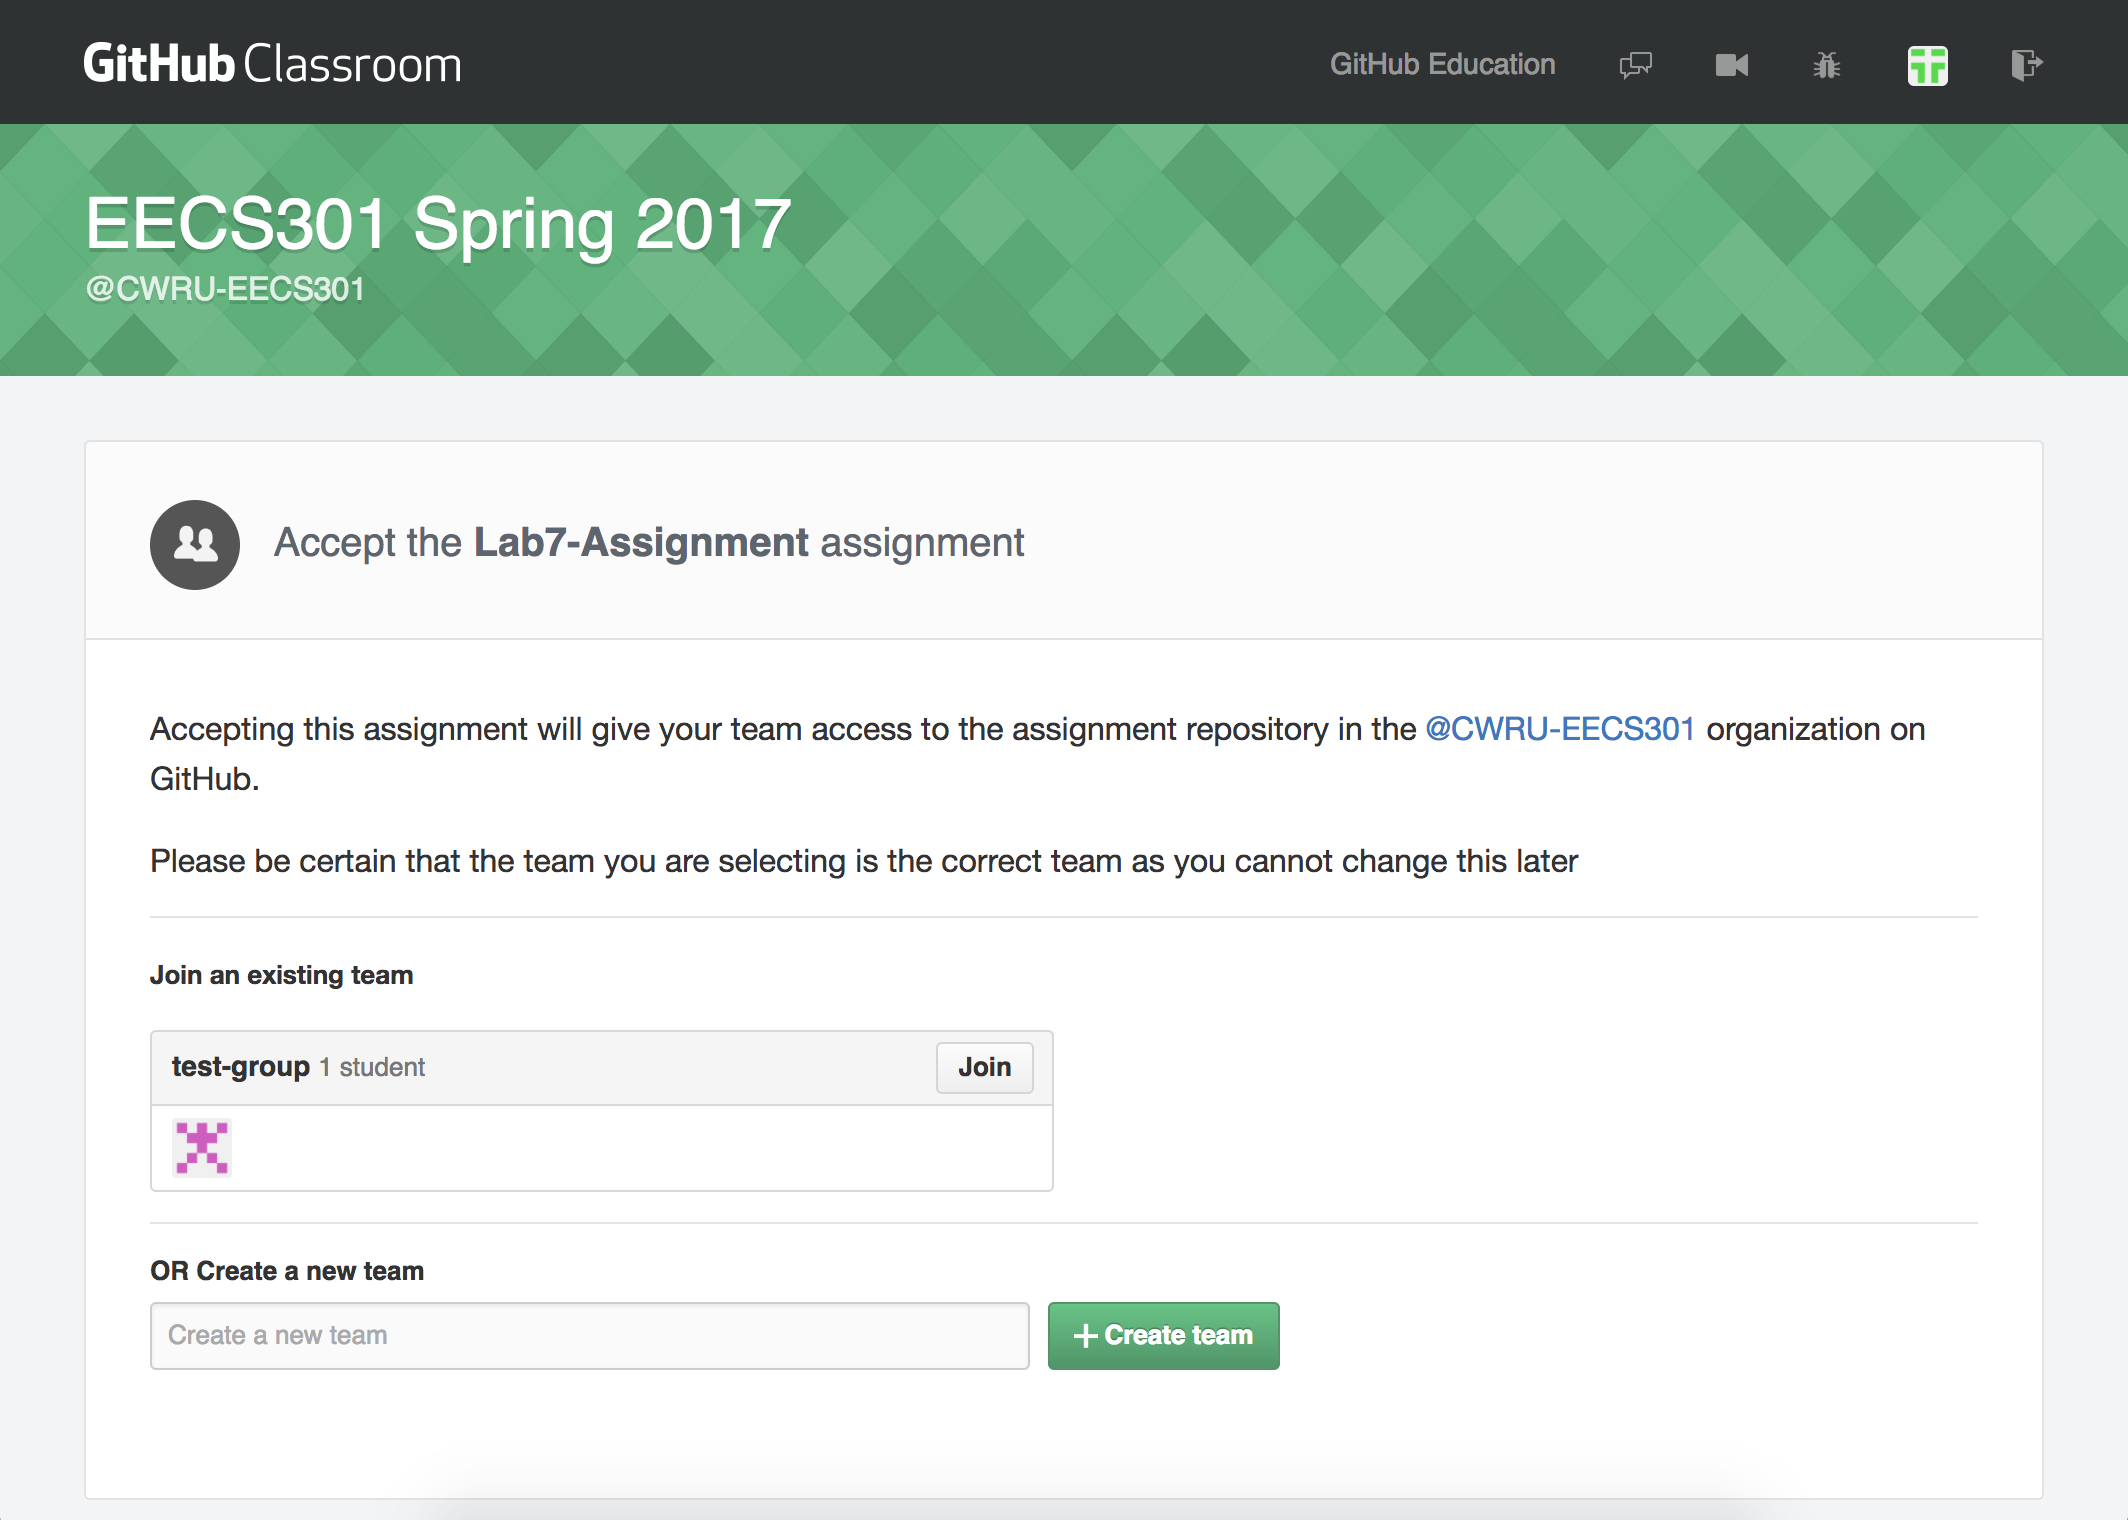 GitHub Classroom
GitHub Education
EECS301 Spring 2017
@CWRU-EECS301
Accept the Lab7-Assignment assignment
Accepting this assignment will give your team access to the assignment repository in the @CWRU-EECS301 organization on
GitHub.
Please be certain that the team you are selecting is the correct team as you cannot change this later
Join an existing team
test-group 1 student
Join
OR Create a new team
Create a new team
Create team